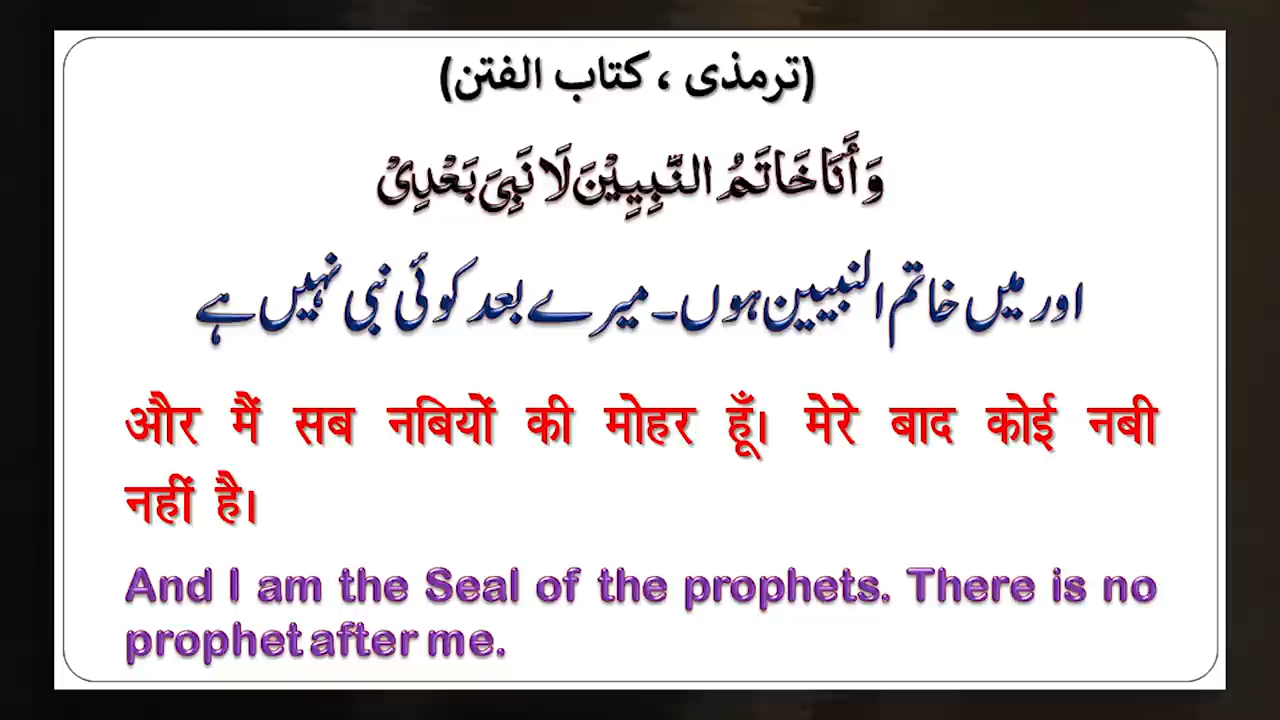 (ترمذی ، کتاب الفتن)
وَأَنَا خَاتَمُ النَّبِيِيْنَ لَا نَبِیَ بَعْدِیْ
اور میں خاتم النبیین ہوں۔ میرے بعد کوئی نبی نہیں ہے
और मैं सब नबियों की मोहर हूँ। मेरे बाद कोई नबी
नहीं है।
And I am the Seal of the prophets. There is no
prophet after me.